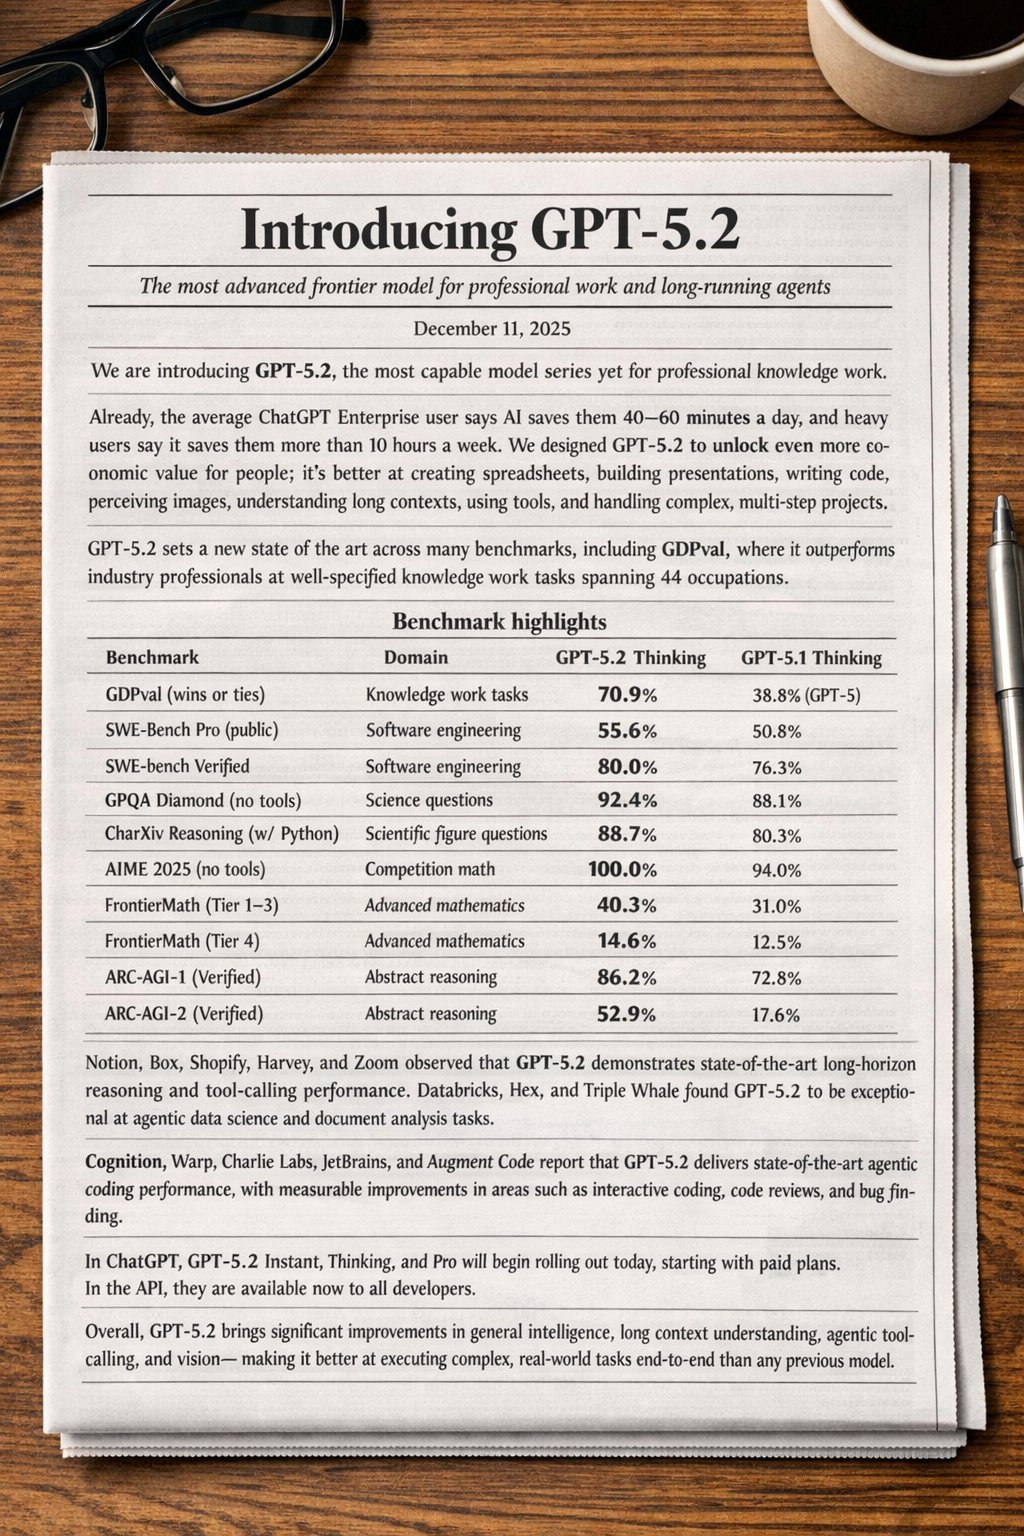 Introducing GPT-5.2
The most advanced frontier model for professional work and long-running agents
December 11, 2025
We are introducing GPT-5.2, the most capable model series yet for professional knowledge work.
Already, the average ChatGPT Enterprise user says AI saves them 40–60 minutes a day, and heavy
users say it saves them more than 10 hours a week. We designed GPT-5.2 to unlock even more eco-
onomic value for people; it's better at creating spreadsheets, building presentations, writing code,
perceiving images, understanding long contexts, using tools, and handling complex, multi-step projects.
GPT-5.2 sets a new state of the art across many benchmarks, including GDPval, where it outperforms
industry professionals at well-specified knowledge work tasks spanning 44 occupations.
Benchmark highlights
Benchmark Domain GPT-5.2 Thinking GPT-5.1 Thinking
GDPval (wins or ties) Knowledge work tasks 70.9% 38.8% (GPT-5)
SWE-Bench Pro (public) Software engineering 55.6% 50.8%
SWE-bench Verified Software engineering 80.0% 76.3%
GPQA Diamond (no tools) Science questions 92.4% 88.1%
CharXiv Reasoning (w/ Python) Scientific figure questions 88.7% 80.3%
AIME 2025 (no tools) Competition math 100.0% 94.0%
FrontierMath (Tier 1–3) Advanced mathematics 40.3% 31.0%
FrontierMath (Tier 4) Advanced mathematics 14.6% 12.5%
ARC-AGI-1 (Verified) Abstract reasoning 86.2% 72.8%
ARC-AGI-2 (Verified) Abstract reasoning 52.9% 17.6%
Notion, Box, Shopify, Harvey, and Zoom observed that GPT-5.2 demonstrates state-of-the-art long-horizon
reasoning and tool-calling performance. Databricks, Hex, and Triple Whale found GPT-5.2 to be exceptio-
nal at agentic data science and document analysis tasks.
Cognition, Warp, Charlie Labs, JetBrains, and Augment Code report that GPT-5.2 delivers state-of-the-art agentic
coding performance, with measurable improvements in areas such as interactive coding, code reviews, and bug fin-
ding.
In ChatGPT, GPT-5.2 Instant, Thinking, and Pro will begin rolling out today, starting with paid plans.
In the API, they are available now to all developers.
Overall, GPT-5.2 brings significant improvements in general intelligence, long context understanding, agentic tool-
calling, and vision— making it better at executing complex, real-world tasks end-to-end than any previous model.